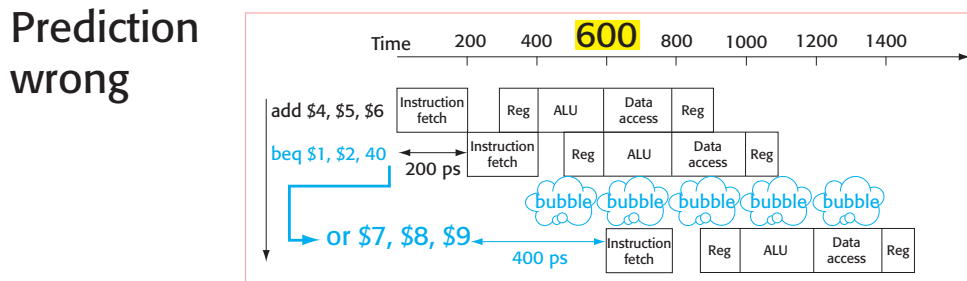 Prediction
wrong
Time 200 400 600 800 1000 1200 1400
add $4, $5, $6
Instruction
fetch
Reg
ALU
Data
access
Reg
beq $1, $2, 40
200 ps
Instruction
fetch
Reg
ALU
Data
access
Reg
bubble bubble bubble bubble bubble
or $7, $8, $9
400 ps
Instruction
fetch
Reg
ALU
Data
access
Reg